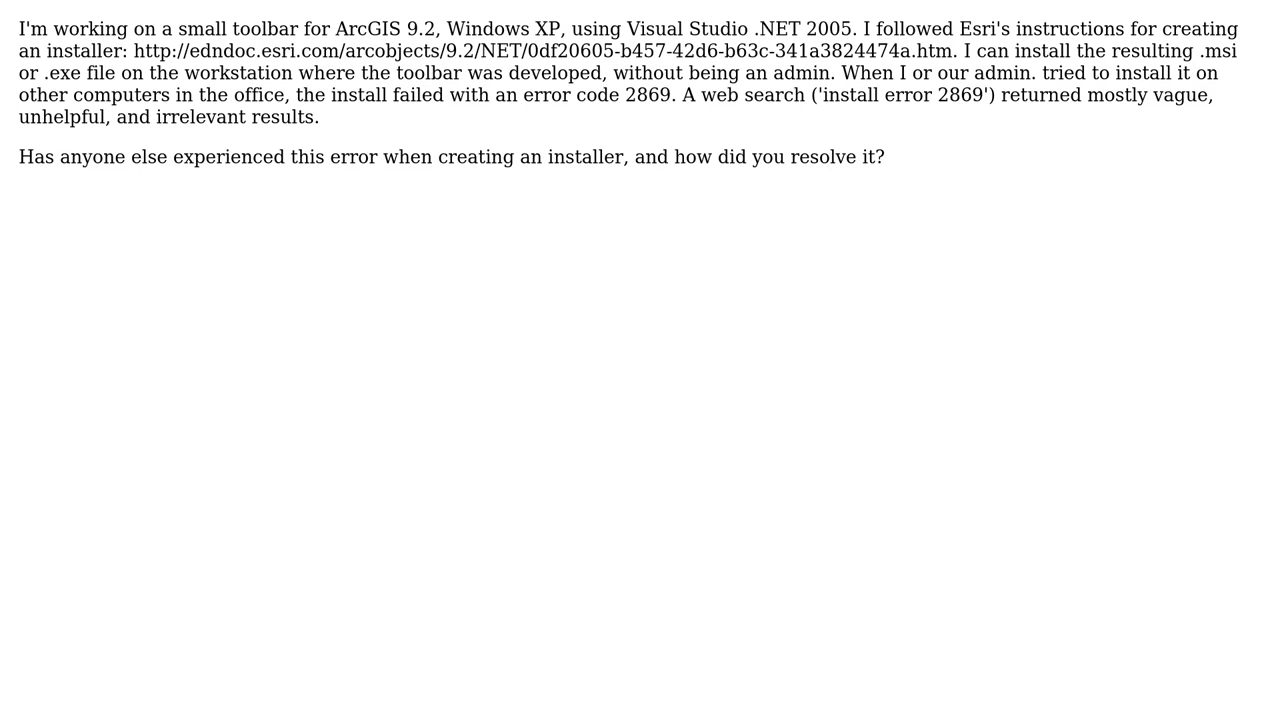 I'm working on a small toolbar for ArcGIS 9.2, Windows XP, using Visual Studio .NET 2005. I followed Esri's instructions for creating
an installer: http://edndoc.esri.com/arcobjects/9.2/NET/0df20605-b457-42d6-b63c-341a3824474a.htm. I can install the resulting .msi
or .exe file on the workstation where the toolbar was developed, without being an admin. When I or our admin. tried to install it on
other computers in the office, the install failed with an error code 2869. A web search ('install error 2869') returned mostly vague,
unhelpful, and irrelevant results.
Has anyone else experienced this error when creating an installer, and how did you resolve it?